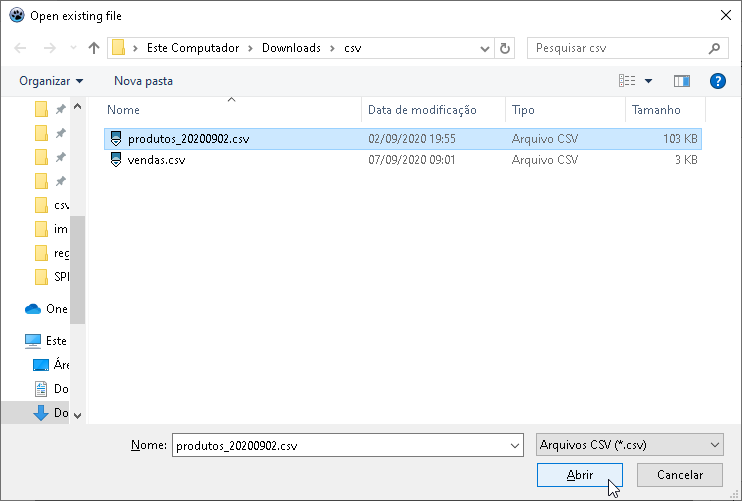 Open existing file
Este Computador > Downloads > csv
Pesquisar csv
Organizar
Nova pasta
Nome
Data de modificação
Tipo
Tamanho
produtos_20200902.csv 02/09/2020 19:55 Arquivo CSV 103 KB
vendas.csv 07/09/2020 09:01 Arquivo CSV 3 KB
csv
im
reg
SPI
One
Este
Áre
Do
Do
Nome: produtos_20200902.csv
Arquivos CSV (*.csv)
Abrir
Cancelar